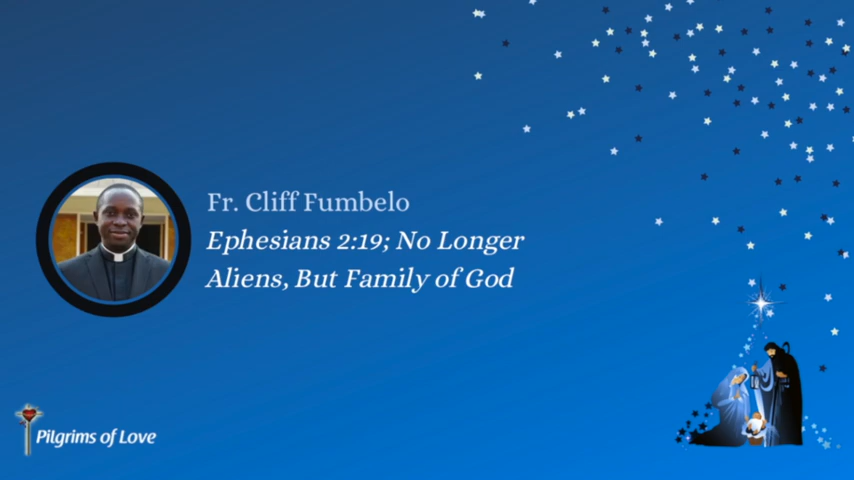 Fr. Cliff Fumbelo
Ephesians 2:19; No Longer
Aliens, But Family of God
Pilgrims of Love